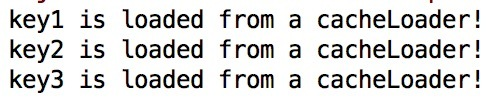 key1 is loaded from a cacheLoader!
key2 is loaded from a cacheLoader!
key3 is loaded from a cacheLoader!